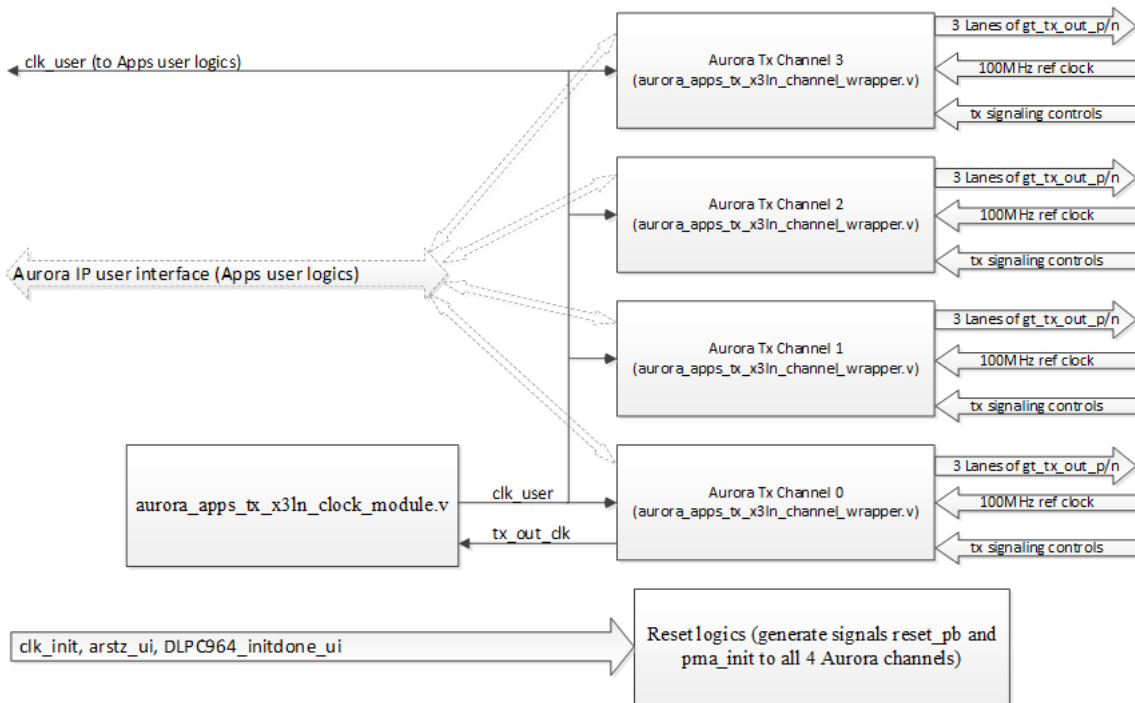 3 Lanes of gt_tx_out_p/n
clk_user (to Apps user logics)
Aurora Tx Channel 3
(aurora_apps_tx_x3ln_channel_wrapper.v)
100MHz ref clock
tx signaling controls
3 Lanes of gt_tx_out_p/n
Aurora Tx Channel 2
(aurora_apps_tx_x3ln_channel_wrapper.v)
100MHz ref clock
tx signaling controls
Aurora IP user interface (Apps user logics)
3 Lanes of gt_tx_out_p/n
Aurora Tx Channel 1
(aurora_apps_tx_x3ln_channel_wrapper.v)
100MHz ref clock
tx signaling controls
3 Lanes of gt_tx_out_p/n
aurora_apps_tx_x3ln_clock_module.v
clk_user
Aurora Tx Channel 0
(aurora_apps_tx_x3ln_channel_wrapper.v)
100MHz ref clock
tx_out_clk
tx signaling controls
clk_init, arstz_ui, DLPC964_initdone_ui
Reset logics (generate signals reset_pb and
pma_init to all 4 Aurora channels)